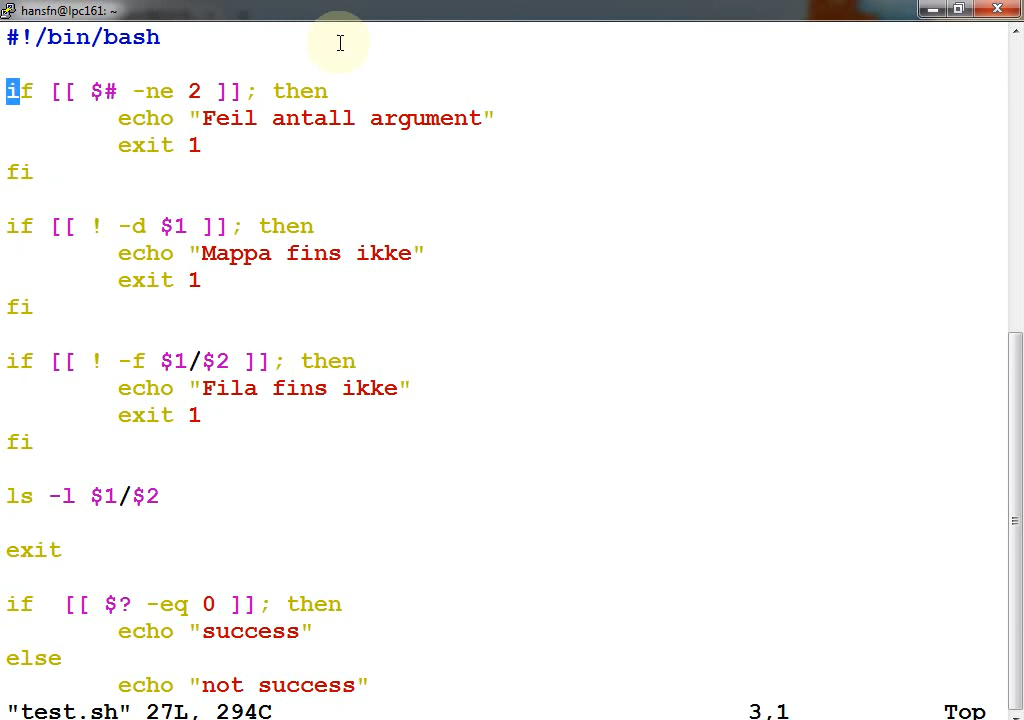 hansfn@lpc161: ~
#!/bin/bash
if [[ $# -ne 2 ]]; then
echo "Feil antall argument"
exit 1
fi
if [[ ! -d $1 ]]; then
echo "Mappa fins ikke"
exit 1
fi
if [[ ! -f $1/$2 ]]; then
echo "Fila fins ikke"
exit 1
fi
ls -l $1/$2
exit
if  [[ $? -eq 0 ]]; then
echo "success"
else
echo "not success"
"test.sh" 27L, 294C 3,1 Top